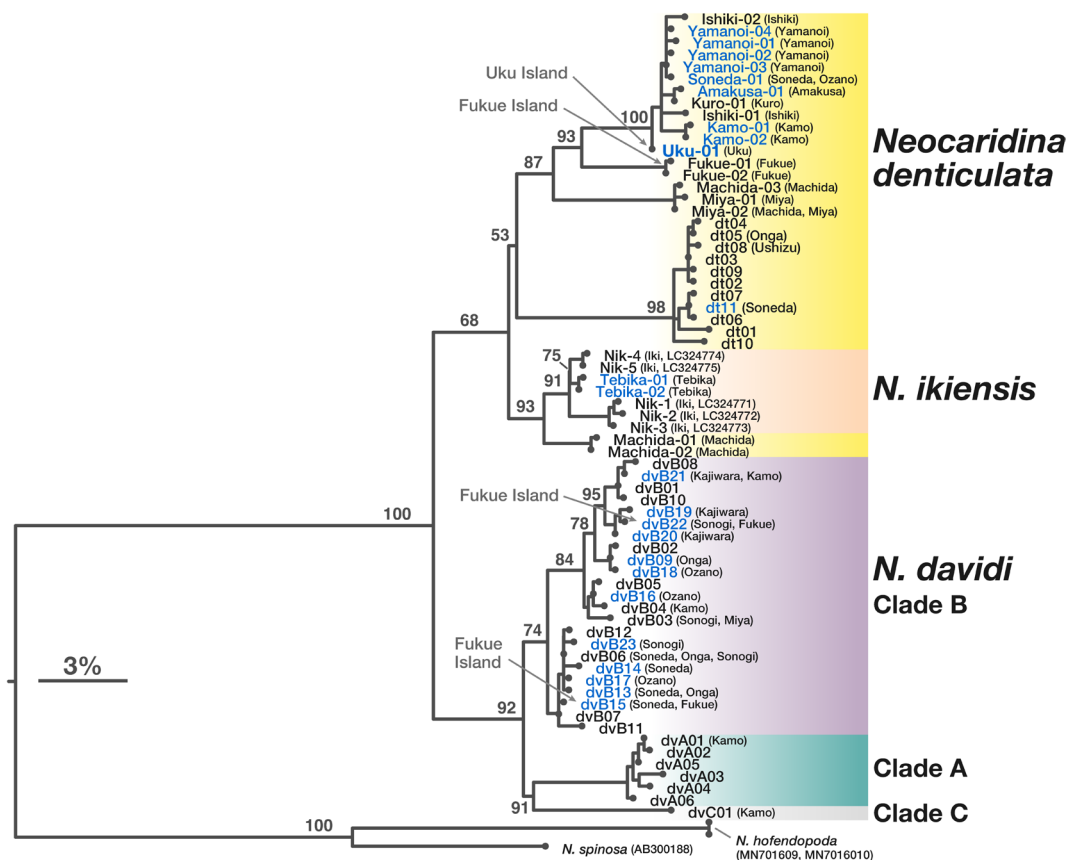 Ishiki-02 (Ishiki)
Yamanoi-04 (Yamanoi)
Yamanoi-01 (Yamanoi)
Yamanoi-02 (Yamanoi)
Yamanoi-03 (Yamanoi)
Soneda-01 (Soneda, Ozano)
Amakusa-01 (Amakusa)
Kuro-01 (Kuro)
Ishiki-01 (Ishiki)
Kamo-01 (Kamo)
Kamo-02 (Kamo)
Uku-01 (Uku)
Fukue-01 (Fukue)
Fukue-02 (Fukue)
Machida-03 (Machida)
Miya-01 (Miya)
Miya-02 (Machida, Miya)
dt04
dt05 (Onga)
dt08 (Ushizu)
dt03
dt09
dt02
dt07
dt11 (Soneda)
dt06
dt01
dt10
Uku Island
Fukue Island
100
93
87
53
98
68
Neocaridina
denticulata
Nik-4 (Iki, LC324774)
Nik-5 (Iki, LC324775)
Tebika-01 (Tebika)
Tebika-02 (Tebika)
Nik-1 (Iki, LC324771)
Nik-2 (Iki, LC324772)
Nik-3 (Iki, LC324773)
Machida-01 (Machida)
Machida-02 (Machida)
75
91
93
N. ikiensis
dvB08
dvB21 (Kajiwara, Kamo)
dvB01
dvB10
dvB19 (Kajiwara)
dvB22 (Sonogi, Fukue)
dvB20 (Kajiwara)
dvB02
dvB09 (Onga)
dvB18 (Ozano)
dvB05
dvB16 (Ozano)
dvB04 (Kamo)
dvB03 (Sonogi, Miya)
dvB12
dvB23 (Sonogi)
dvB06 (Soneda, Onga, Sonogi)
dvB14 (Soneda)
dvB17 (Ozano)
dvB13 (Soneda, Onga)
dvB15 (Soneda, Fukue)
dvB07
dvB11
Fukue Island
95
78
84
74
Fukue
Island
100
92
N. davidi
Clade B
3%
dvA01 (Kamo)
dvA02
dvA05
dvA03
dvA04
dvA06
Clade A
91
dvC01 (Kamo)
Clade C
100
N. hofendopoda
(MN701609, MN7016010)
N. spinosa (AB300188)